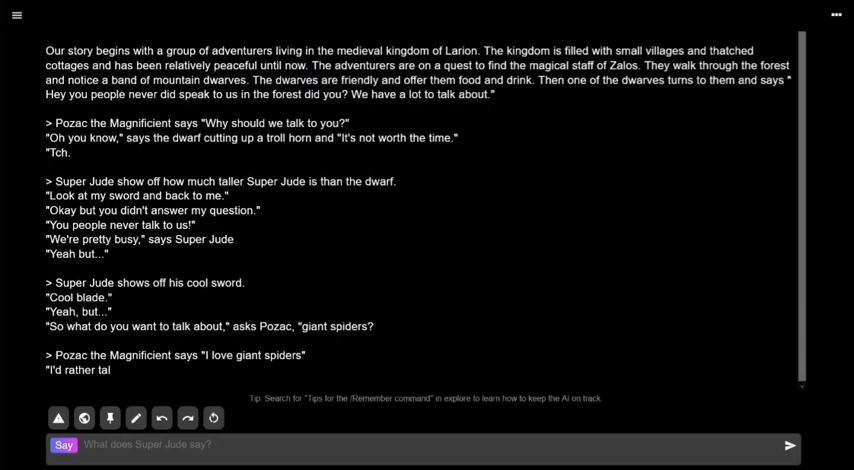 Our story begins with a group of adventurers living in the medieval kingdom of Larion. The kingdom is filled with small villages and thatched
cottages and has been relatively peaceful until now. The adventurers are on a quest to find the magical staff of Zalos. They walk through the forest
and notice a band of mountain dwarves. The dwarves are friendly and offer them food and drink. Then one of the dwarves turns to them and says "
Hey you people never did speak to us in the forest did you? We have a lot to talk about."
> Pozac the Magnificient says "Why should we talk to you?"
"Oh you know," says the dwarf cutting up a troll horn and "It's not worth the time."
"Tch.
> Super Jude show off how much taller Super Jude is than the dwarf.
"Look at my sword and back to me."
"Okay but you didn't answer my question."
"You people never talk to us!"
"We're pretty busy," says Super Jude
"Yeah but..."
> Super Jude shows off his cool sword.
"Cool blade."
"Yeah, but..."
"So what do you want to talk about," asks Pozac, "giant spiders?
> Pozac the Magnificient says "I love giant spiders"
"I'd rather tal
Tip: Search for "Tips for the /Remember command" in explore to learn how to keep the AI on track.
Say What does Super Jude say?